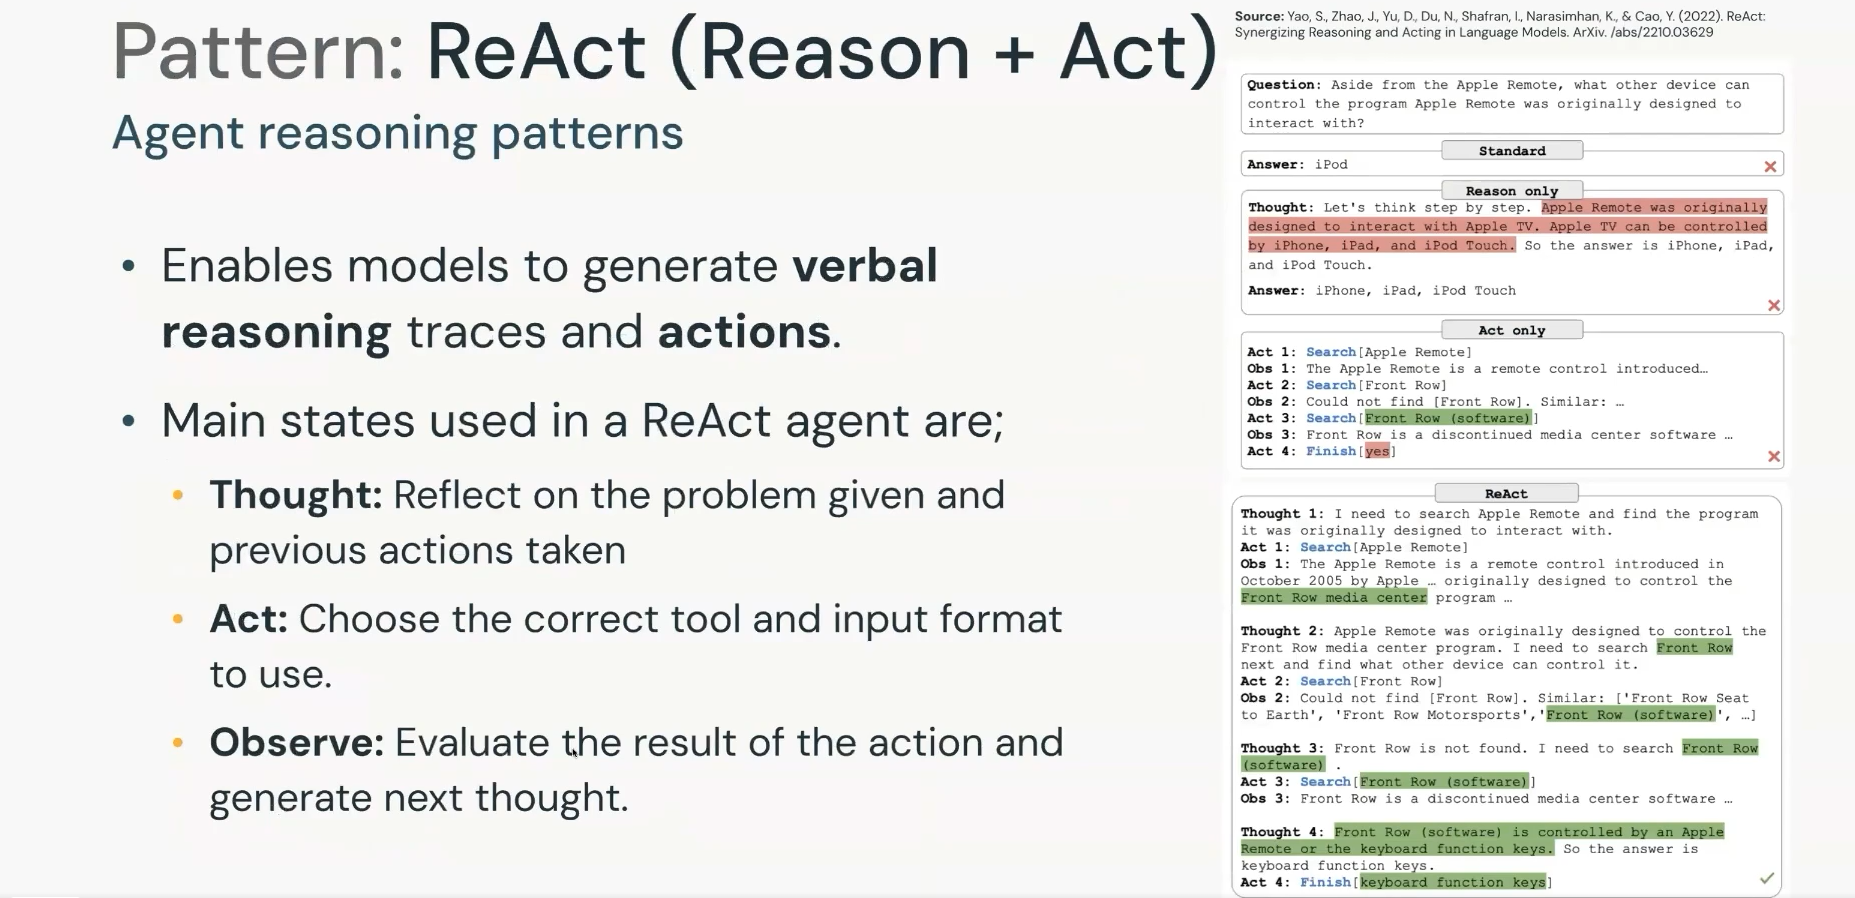 Pattern: ReAct (Reason + Act)
Agent reasoning patterns
• Enables models to generate verbal
reasoning traces and actions.
• Main states used in a ReAct agent are;
• Thought: Reflect on the problem given and
previous actions taken
• Act: Choose the correct tool and input format
to use.
• Observe: Evaluate the result of the action and
generate next thought.
Source: Yao, S., Zhao, J., Yu, D., Du, N., Shafran, I., Narasimhan, K., & Cao, Y. (2022). ReAct:
Synergizing Reasoning and Acting in Language Models. ArXiv. /abs/2210.03629
Question: Aside from the Apple Remote, what other device can
control the program Apple Remote was originally designed to
interact with?
Standard
Answer: iPod
Reason only
Thought: Let's think step by step. Apple Remote was originally
designed to interact with Apple TV. Apple TV can be controlled
by iPhone, iPad, and iPod Touch. So the answer is iPhone, iPad,
and iPod Touch.
Answer: iPhone, iPad, iPod Touch
Act only
Act 1: Search[Apple Remote]
Obs 1: The Apple Remote is a remote control introduced…
Act 2: Search[Front Row]
Obs 2: Could not find [Front Row]. Similar: …
Act 3: Search[Front Row (software)]
Obs 3: Front Row is a discontinued media center software …
Act 4: Finish[yes]
ReAct
Thought 1: I need to search Apple Remote and find the program
it was originally designed to interact with.
Act 1: Search[Apple Remote]
Obs 1: The Apple Remote is a remote control introduced in
October 2005 by Apple … originally designed to control the
Front Row media center program …
Thought 2: Apple Remote was originally designed to control the
Front Row media center program. I need to search Front Row
next and find what other device can control it.
Act 2: Search[Front Row]
Obs 2: Could not find [Front Row]. Similar: ['Front Row Seat
to Earth', 'Front Row Motorsports','Front Row (software)', …]
Thought 3: Front Row is not found. I need to search Front Row
(software) .
Act 3: Search[Front Row (software)]
Obs 3: Front Row is a discontinued media center software …
Thought 4: Front Row (software) is controlled by an Apple
Remote or the keyboard function keys. So the answer is
keyboard function keys.
Act 4: Finish[keyboard function keys]